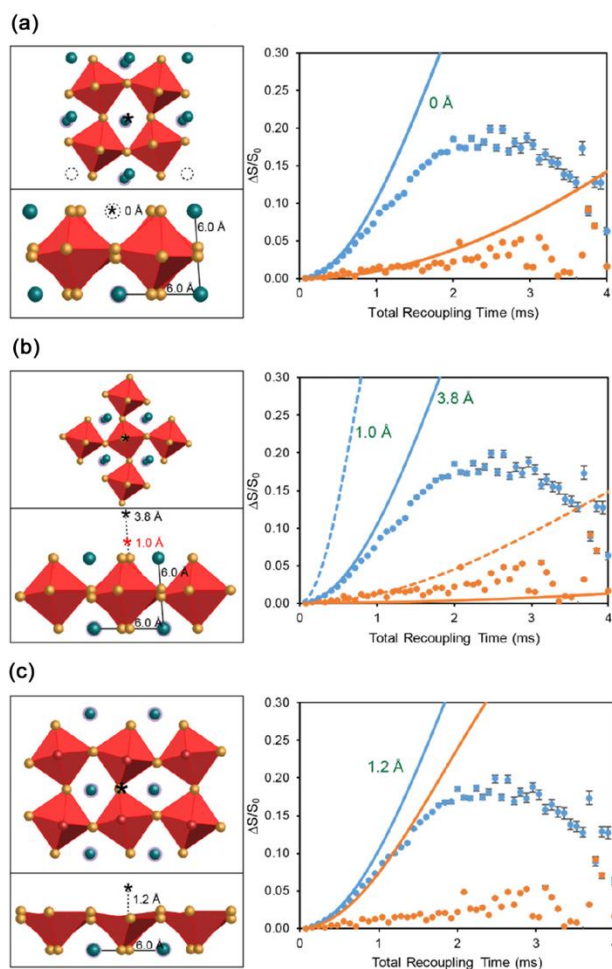 (a)
*
* 0 Å
6.0 Å
6.0 Å
ΔS/S₀
0.30
0.25
0.20
0.15
0.10
0.05
0.00
0 Å
0 1 2 3 4
Total Recoupling Time (ms)
(b)
*
* 3.8 Å
* 1.0 Å
6.0 Å
6.0 Å
ΔS/S₀
0.30
0.25
0.20
0.15
0.10
0.05
0.00
1.0 Å
3.8 Å
0 1 2 3 4
Total Recoupling Time (ms)
(c)
*
*
1.2 Å
6.0 Å
ΔS/S₀
0.30
0.25
0.20
0.15
0.10
0.05
0.00
1.2 Å
0 1 2 3 4
Total Recoupling Time (ms)